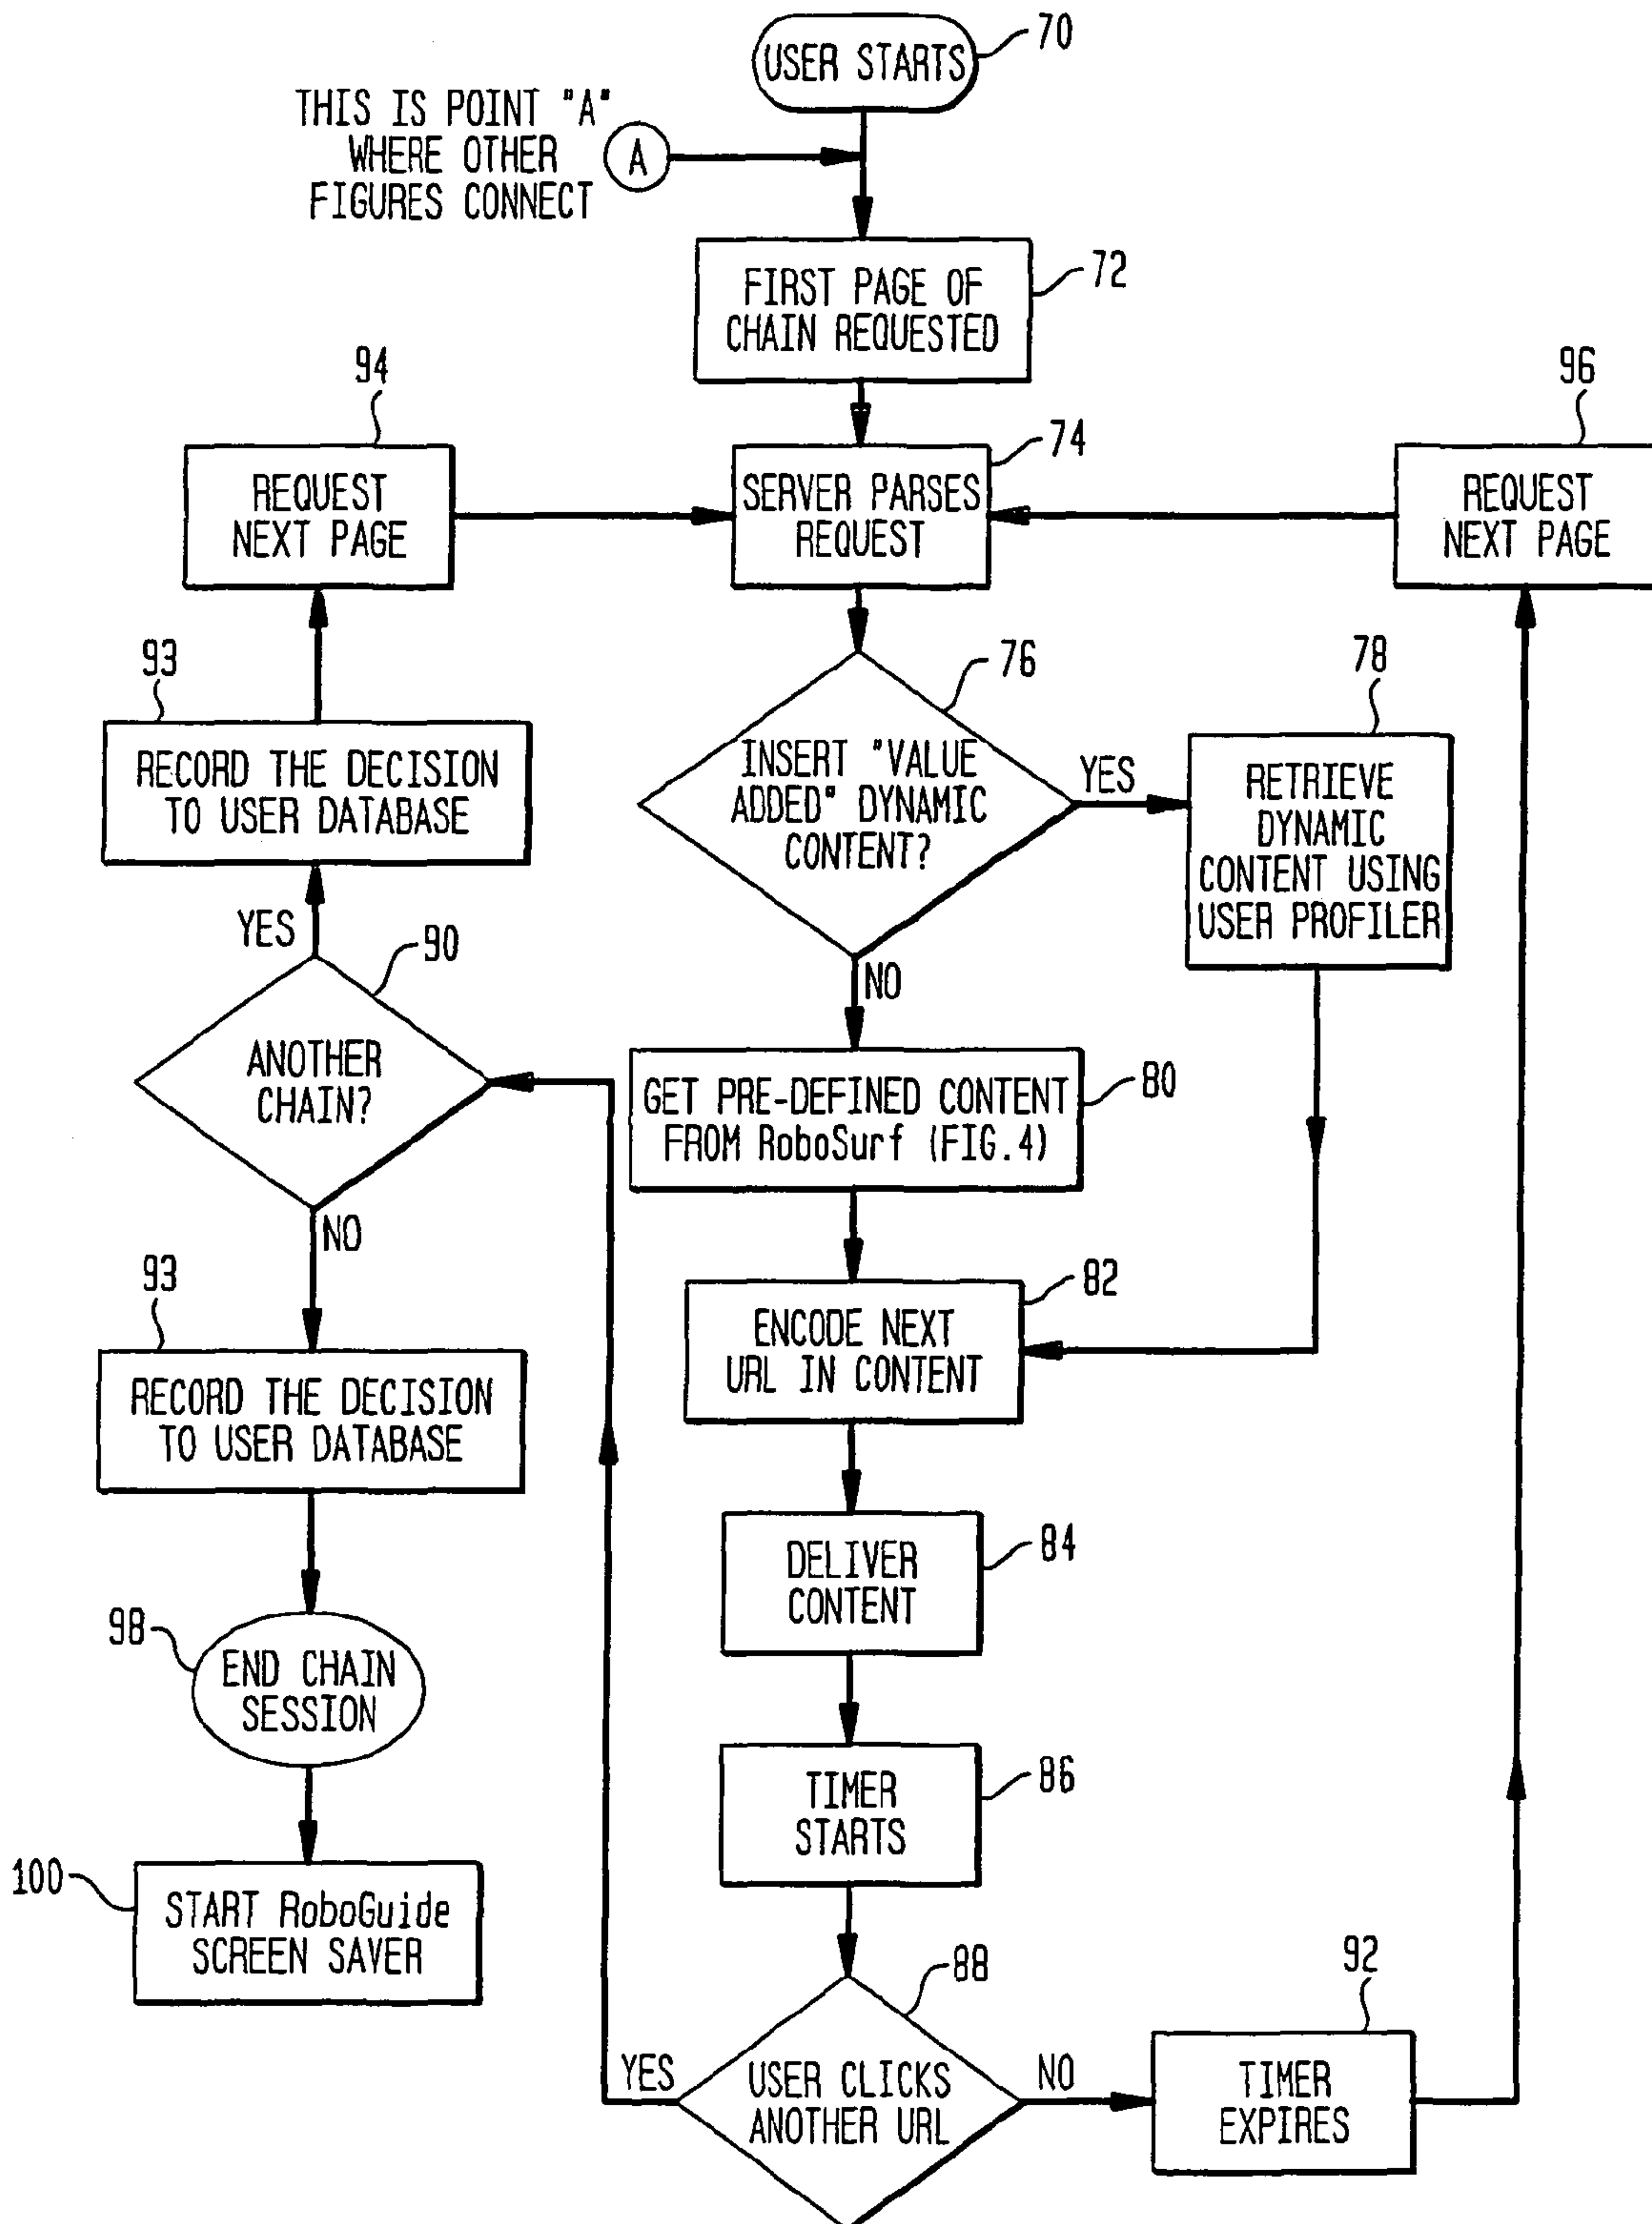 USER STARTS
70
THIS IS POINT "A"
WHERE OTHER
FIGURES CONNECT
A
FIRST PAGE OF
CHAIN REQUESTED
72
94
REQUEST
NEXT PAGE
74
SERVER PARSES
REQUEST
96
REQUEST
NEXT PAGE
93
RECORD THE DECISION
TO USER DATABASE
76
INSERT "VALUE
ADDED" DYNAMIC
CONTENT?
YES
78
RETRIEVE
DYNAMIC
CONTENT USING
USER PROFILER
YES
90
ANOTHER
CHAIN?
NO
NO
GET PRE-DEFINED CONTENT
FROM RoboSurf (FIG.4)
80
93
RECORD THE DECISION
TO USER DATABASE
82
ENCODE NEXT
URL IN CONTENT
DELIVER
CONTENT
84
98
END CHAIN
SESSION
TIMER
STARTS
86
100
START RoboGuide
SCREEN SAVER
88
USER CLICKS
ANOTHER URL
YES
NO
92
TIMER
EXPIRES